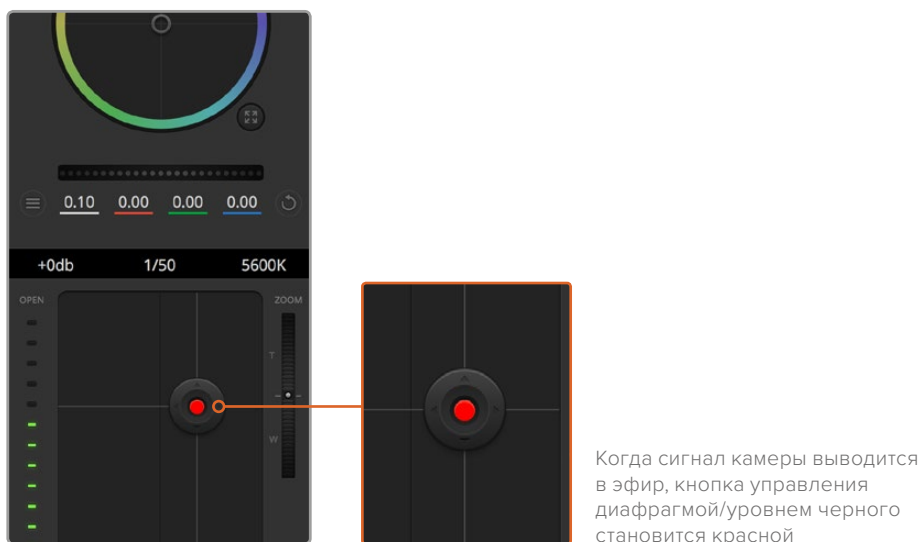 0.10 0.00 0.00 0.00
+0db 1/50 5600K
OPEN ZOOM
T
W
Когда сигнал камеры выводится
в эфир, кнопка управления
диафрагмой/уровнем черного
становится красной